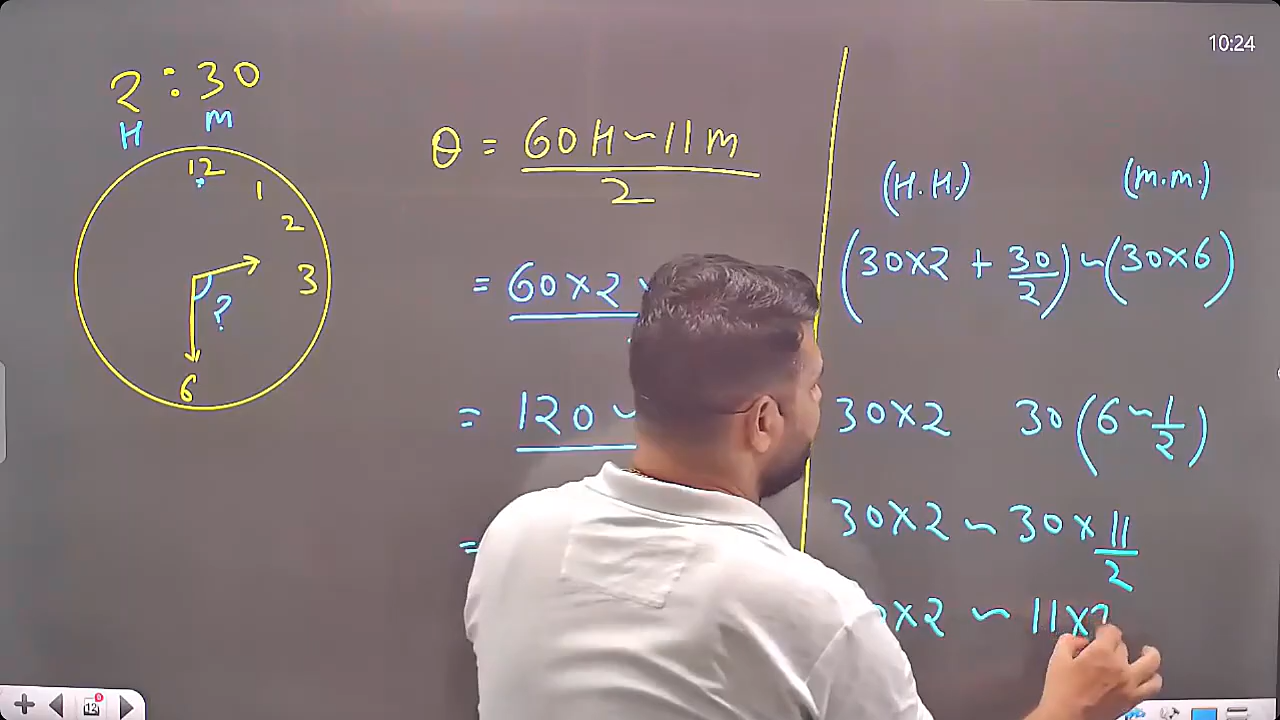 10:24
2 : 30
H M
12
1
2
3
6
?
θ = 60H ~ 11m / 2
= 60×2
= 120 ~
=
(H.H.) (m.m.)
(30×2 + 30/2) ~ (30×6)
30×2 30(6 ~ 1/2)
30×2 ~ 30× 11/2
×2 ~ 11×
12